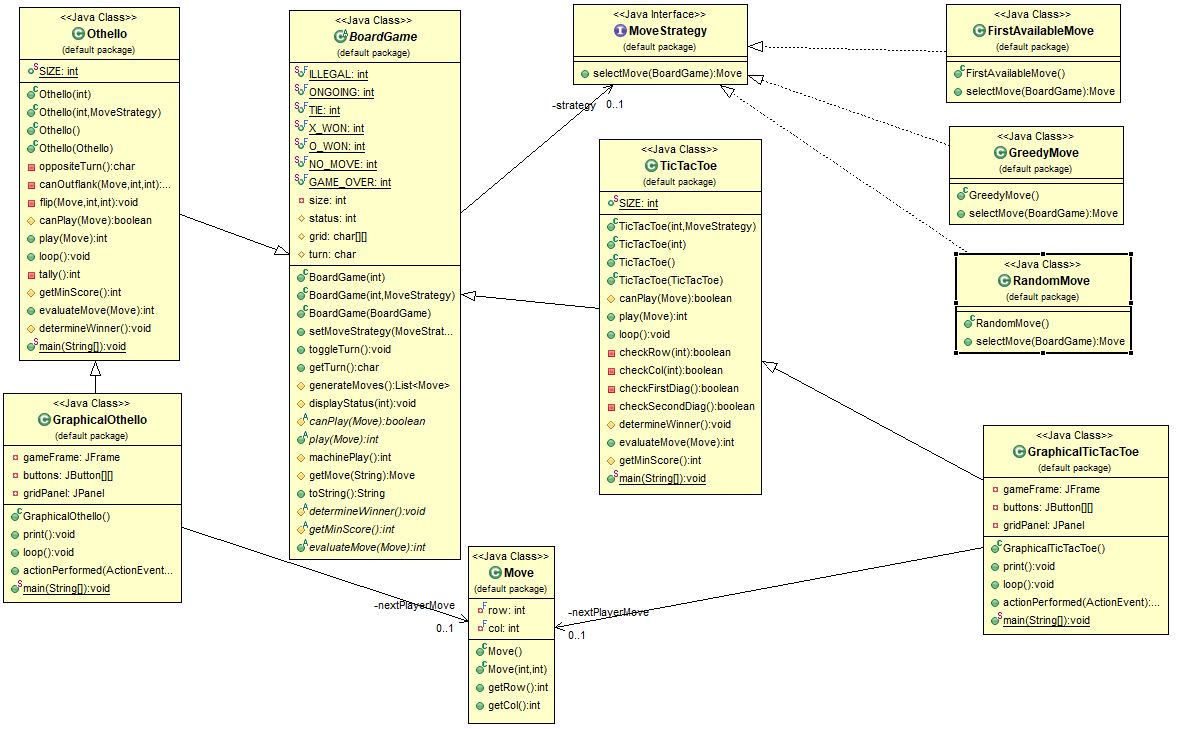 <<Java Class>>
Othello
(default package)
SIZE: int
Othello(int)
Othello(int,MoveStrategy)
Othello()
Othello(Othello)
oppositeTurn():char
canOutflank(Move,int,int):...
flip(Move,int,int):void
canPlay(Move):boolean
play(Move):int
loop():void
tally():int
getMinScore():int
evaluateMove(Move):int
determineWinner():void
main(String[]):void
<<Java Class>>
GraphicalOthello
(default package)
gameFrame: JFrame
buttons: JButton[][]
gridPanel: JPanel
GraphicalOthello()
print():void
loop():void
actionPerformed(ActionEvent...
main(String[]):void
<<Java Class>>
BoardGame
(default package)
ILLEGAL: int
ONGOING: int
TIE: int
X_WON: int
O_WON: int
NO_MOVE: int
GAME_OVER: int
size: int
status: int
grid: char[][]
turn: char
BoardGame(int)
BoardGame(int,MoveStrategy)
BoardGame(BoardGame)
setMoveStrategy(MoveStrat...
toggleTurn():void
getTurn():char
generateMoves():List<Move>
displayStatus(int):void
canPlay(Move):boolean
play(Move):int
machinePlay():int
getMove(String):Move
toString():String
determineWinner():void
getMinScore():int
evaluateMove(Move):int
<<Java Interface>>
MoveStrategy
(default package)
selectMove(BoardGame):Move
-strategy
0..1
<<Java Class>>
TicTacToe
(default package)
SIZE: int
TicTacToe(int,MoveStrategy)
TicTacToe(int)
TicTacToe()
TicTacToe(TicTacToe)
canPlay(Move):boolean
play(Move):int
loop():void
checkRow(int):boolean
checkCol(int):boolean
checkFirstDiag():boolean
checkSecondDiag():boolean
determineWinner():void
evaluateMove(Move):int
getMinScore():int
main(String[]):void
<<Java Class>>
Move
(default package)
row: int
col: int
Move()
Move(int,int)
getRow():int
getCol():int
-nextPlayerMove
0..1
-nextPlayerMove
0..1
<<Java Class>>
FirstAvailableMove
(default package)
FirstAvailableMove()
selectMove(BoardGame):Move
<<Java Class>>
GreedyMove
(default package)
GreedyMove()
selectMove(BoardGame):Move
<<Java Class>>
RandomMove
(default package)
RandomMove()
selectMove(BoardGame):Move
<<Java Class>>
GraphicalTicTacToe
(default package)
gameFrame: JFrame
buttons: JButton[][]
gridPanel: JPanel
GraphicalTicTacToe()
print():void
loop():void
actionPerformed(ActionEvent):...
main(String[]):void